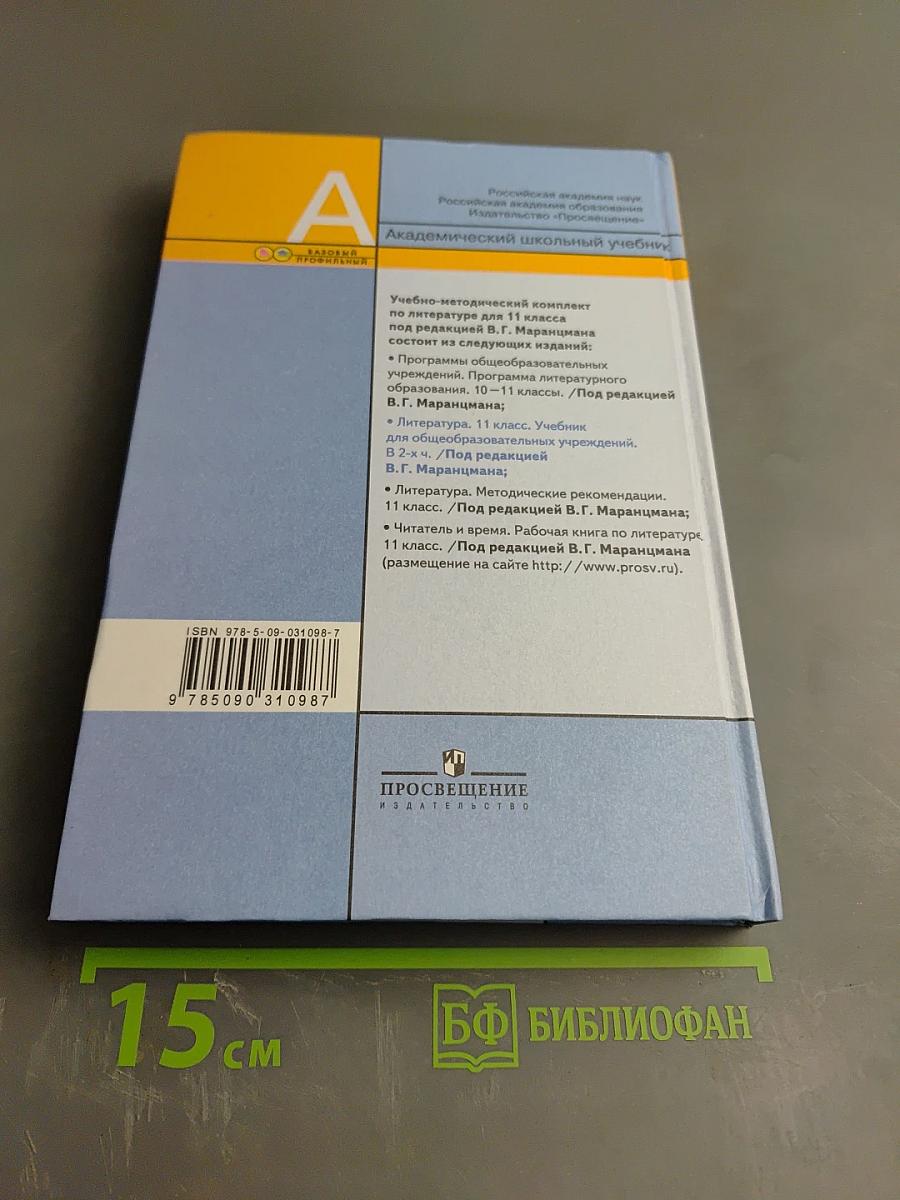 А
Российская академия наук
Российская академия образования
Издательство «Просвещение»
Академический школьный учебник
БАЗОВЫЙ
ПРОФИЛЬНЫЙ
Учебно-методический комплект
по литературе для 11 класса
под редакцией В.Г. Маранцмана
состоит из следующих изданий:
• Программы общеобразовательных
учреждений. Программа литературного
образования. 10–11 классы. /Под редакцией
В.Г. Маранцмана;
• Литература. 11 класс. Учебник
для общеобразовательных учреждений.
В 2-х ч. /Под редакцией
В.Г. Маранцмана;
• Литература. Методические рекомендации.
11 класс. /Под редакцией В.Г. Маранцмана;
• Читатель и время. Рабочая книга по литературе
11 класс. /Под редакцией В.Г. Маранцмана
(размещение на сайте http://www.prosv.ru).
ISBN 978-5-09-031098-7
9 785090 310987
ИП
ПРОСВЕЩЕНИЕ
ИЗДАТЕЛЬСТВО
15 см
БФ БИБЛИОФАН